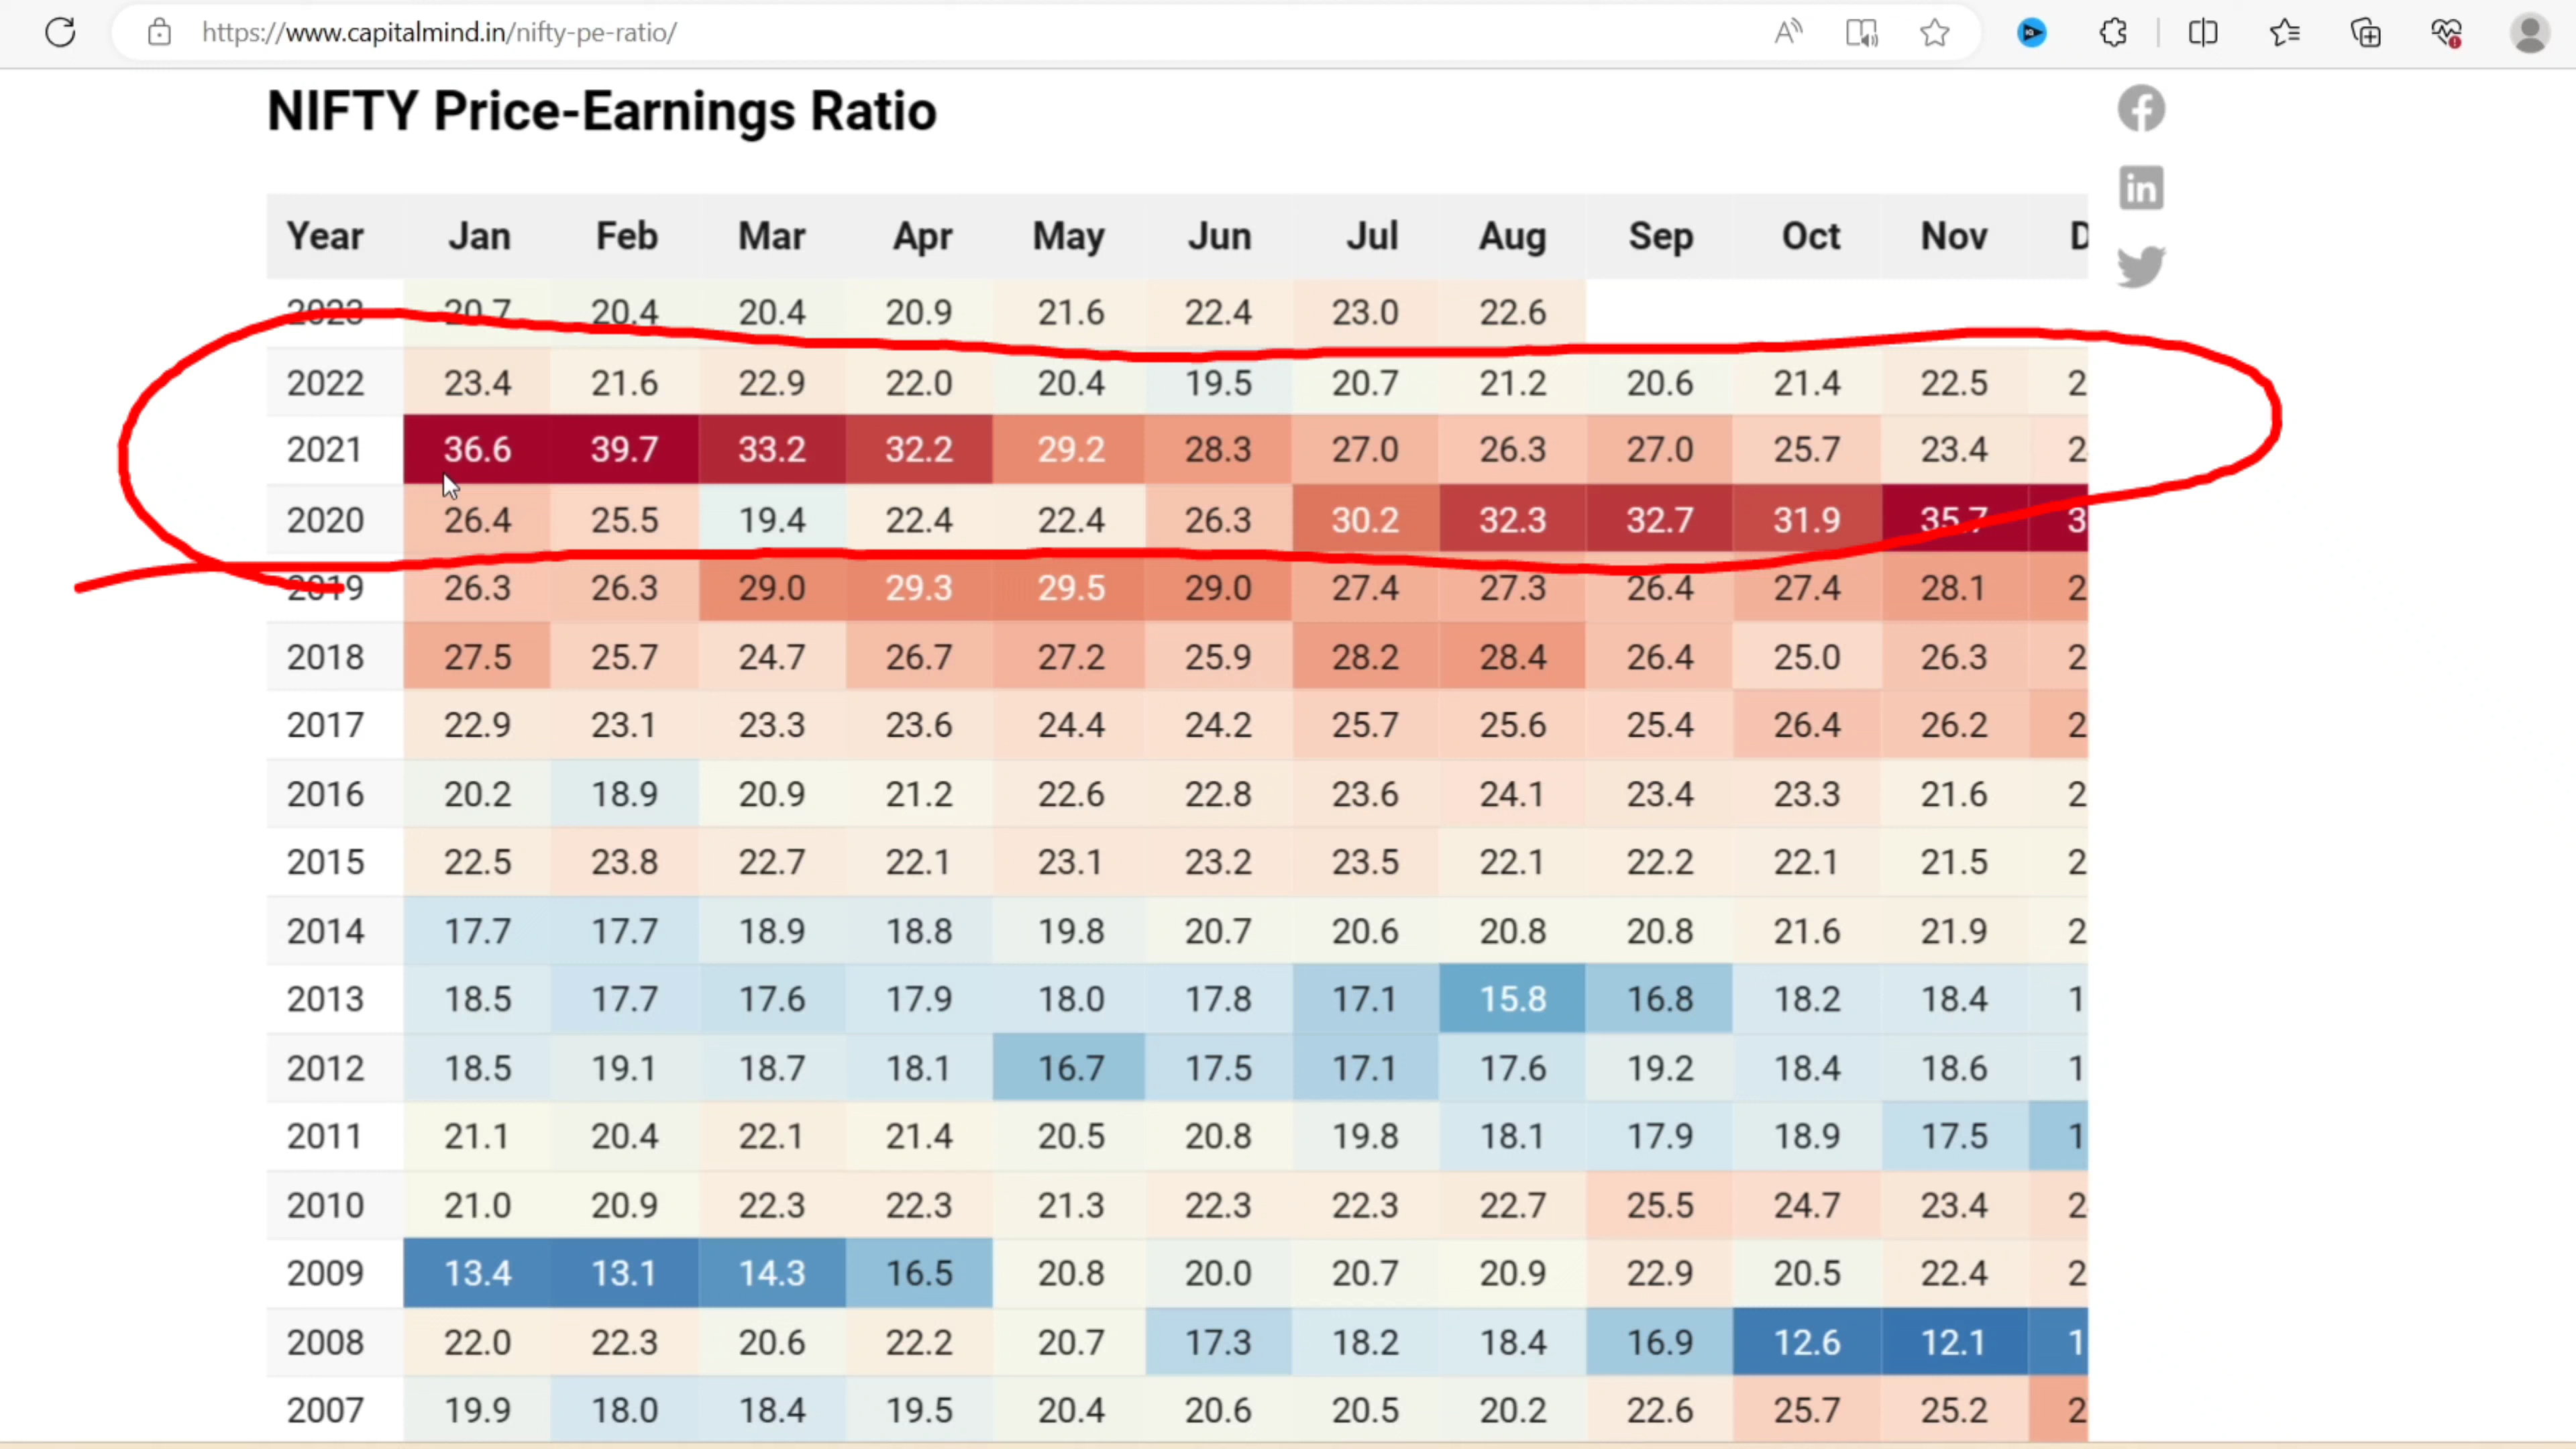 https://www.capitalmind.in/nifty-pe-ratio/
NIFTY Price-Earnings Ratio
Year Jan Feb Mar Apr May Jun Jul Aug Sep Oct Nov D
2023 20.7 20.4 20.4 20.9 21.6 22.4 23.0 22.6
2022 23.4 21.6 22.9 22.0 20.4 19.5 20.7 21.2 20.6 21.4 22.5 2
2021 36.6 39.7 33.2 32.2 29.2 28.3 27.0 26.3 27.0 25.7 23.4 2
2020 26.4 25.5 19.4 22.4 22.4 26.3 30.2 32.3 32.7 31.9 35.7 3
2019 26.3 26.3 29.0 29.3 29.5 29.0 27.4 27.3 26.4 27.4 28.1 2
2018 27.5 25.7 24.7 26.7 27.2 25.9 28.2 28.4 26.4 25.0 26.3 2
2017 22.9 23.1 23.3 23.6 24.4 24.2 25.7 25.6 25.4 26.4 26.2 2
2016 20.2 18.9 20.9 21.2 22.6 22.8 23.6 24.1 23.4 23.3 21.6 2
2015 22.5 23.8 22.7 22.1 23.1 23.2 23.5 22.1 22.2 22.1 21.5 2
2014 17.7 17.7 18.9 18.8 19.8 20.7 20.6 20.8 20.8 21.6 21.9 2
2013 18.5 17.7 17.6 17.9 18.0 17.8 17.1 15.8 16.8 18.2 18.4 1
2012 18.5 19.1 18.7 18.1 16.7 17.5 17.1 17.6 19.2 18.4 18.6 1
2011 21.1 20.4 22.1 21.4 20.5 20.8 19.8 18.1 17.9 18.9 17.5 1
2010 21.0 20.9 22.3 22.3 21.3 22.3 22.3 22.7 25.5 24.7 23.4 2
2009 13.4 13.1 14.3 16.5 20.8 20.0 20.7 20.9 22.9 20.5 22.4 2
2008 22.0 22.3 20.6 22.2 20.7 17.3 18.2 18.4 16.9 12.6 12.1 1
2007 19.9 18.0 18.4 19.5 20.4 20.6 20.5 20.2 22.6 25.7 25.2 2